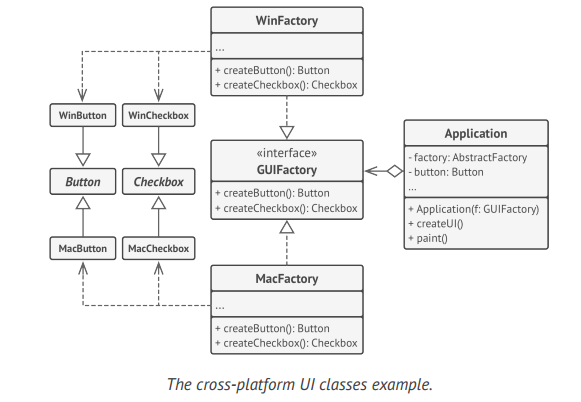 WinFactory
...
+ createButton(): Button
+ createCheckbox(): Checkbox
WinButton
WinCheckbox
Button
Checkbox
MacButton
MacCheckbox
«interface»
GUIFactory
+ createButton(): Button
+ createCheckbox(): Checkbox
Application
- factory: AbstractFactory
- button: Button
...
+ Application(f: GUIFactory)
+ createUI()
+ paint()
MacFactory
...
+ createButton(): Button
+ createCheckbox(): Checkbox
The cross-platform UI classes example.